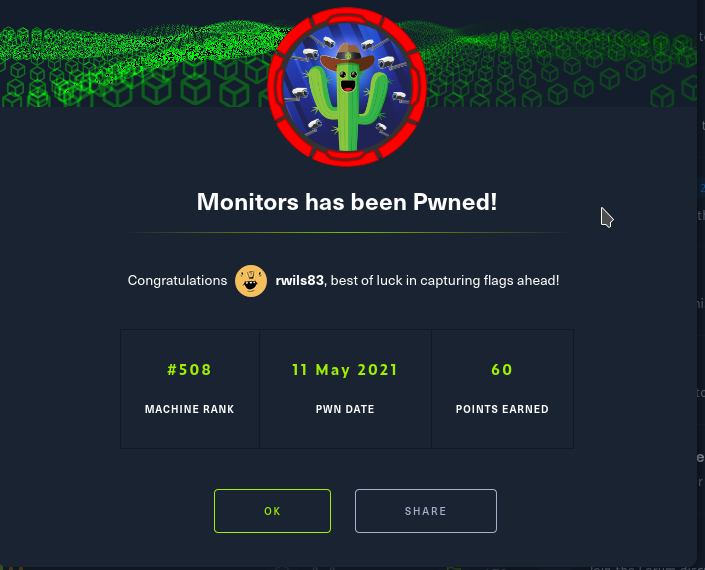 Monitors has been Pwned!
Congratulations rwils83, best of luck in capturing flags ahead!
#508 11 May 2021 60
MACHINE RANK PWN DATE POINTS EARNED
OK SHARE